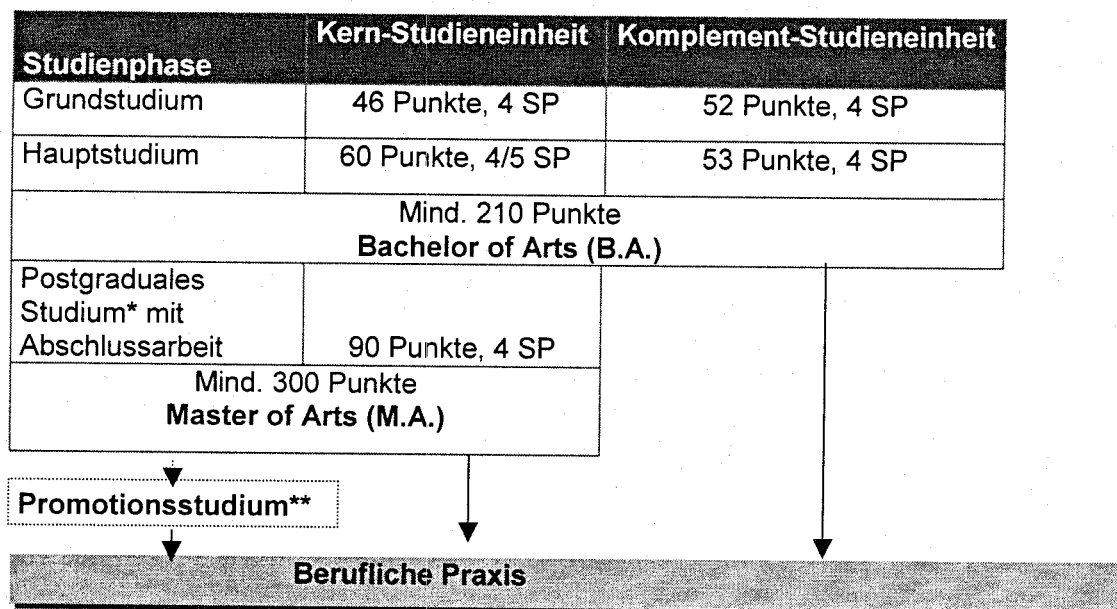 Kern-Studieneinheit Komplement-Studieneinheit
Studienphase
Grundstudium 46 Punkte, 4 SP 52 Punkte, 4 SP
Hauptstudium 60 Punkte, 4/5 SP 53 Punkte, 4 SP
Mind. 210 Punkte
Bachelor of Arts (B.A.)
Postgraduales
Studium* mit
Abschlussarbeit 90 Punkte, 4 SP
Mind. 300 Punkte
Master of Arts (M.A.)
Promotionsstudium**
Berufliche Praxis